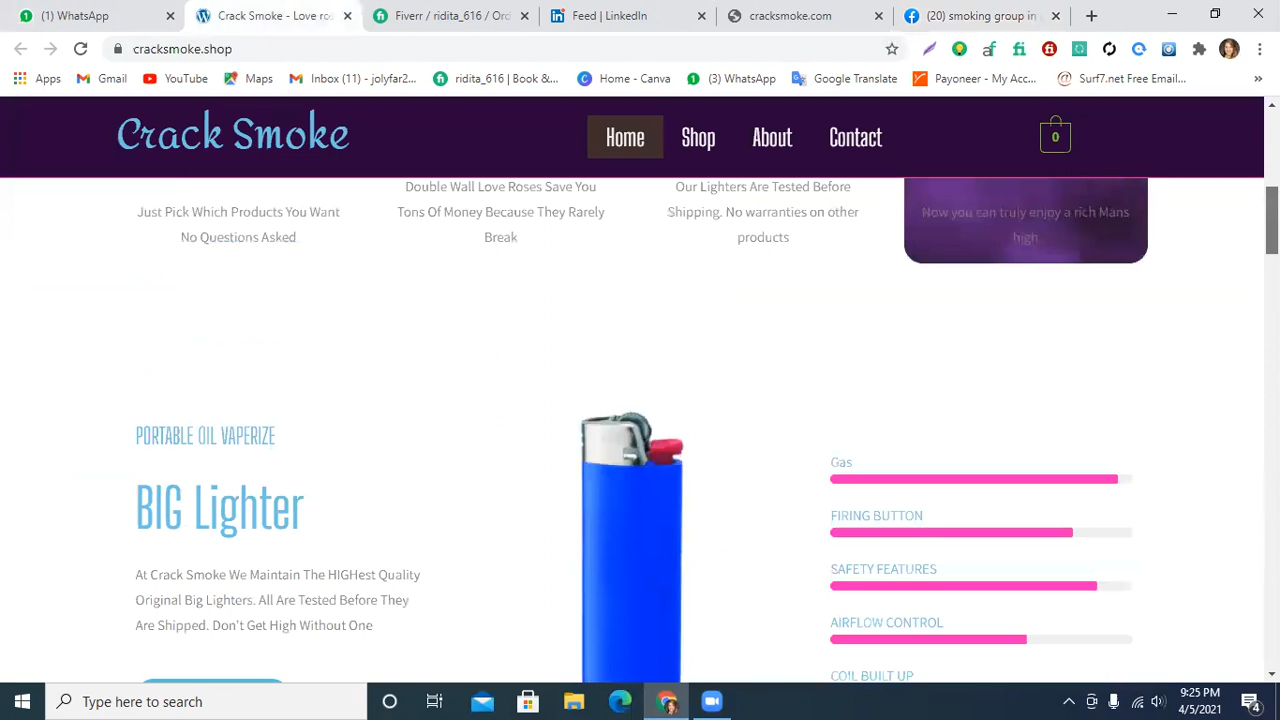 (1) WhatsApp
WordPress - Love ro
Fiverr / ridita_616 / Ord
Feed | LinkedIn
cracksmoke.com
(20) smoking group in
cracksmoke.shop
Apps
Gmail
YouTube
Maps
Inbox (11) - jolyfar2...
ridita_616 | Book &...
Home - Canva
(3) WhatsApp
Google Translate
Payoneer - My Acc...
Surf7.net Free Email...
»
Crack Smoke
Home
Shop
About
Contact
0
Just Pick Which Products You Want
No Questions Asked
Double Wall Love Roses Save You
Tons Of Money Because They Rarely
Break
Our Lighters Are Tested Before
Shipping. No warranties on other
products
Now you can truly enjoy a rich Mans
high.
PORTABLE OIL VAPERIZE
BIG Lighter
At Crack Smoke We Maintain The HIGHest Quality
Original Big Lighters. All Are Tested Before They
Are Shipped. Don't Get High Without One
Gas
FIRING BUTTON
SAFETY FEATURES
AIRFLOW CONTROL
COIL BUILT UP
Type here to search
9:25 PM
4/5/2021
4